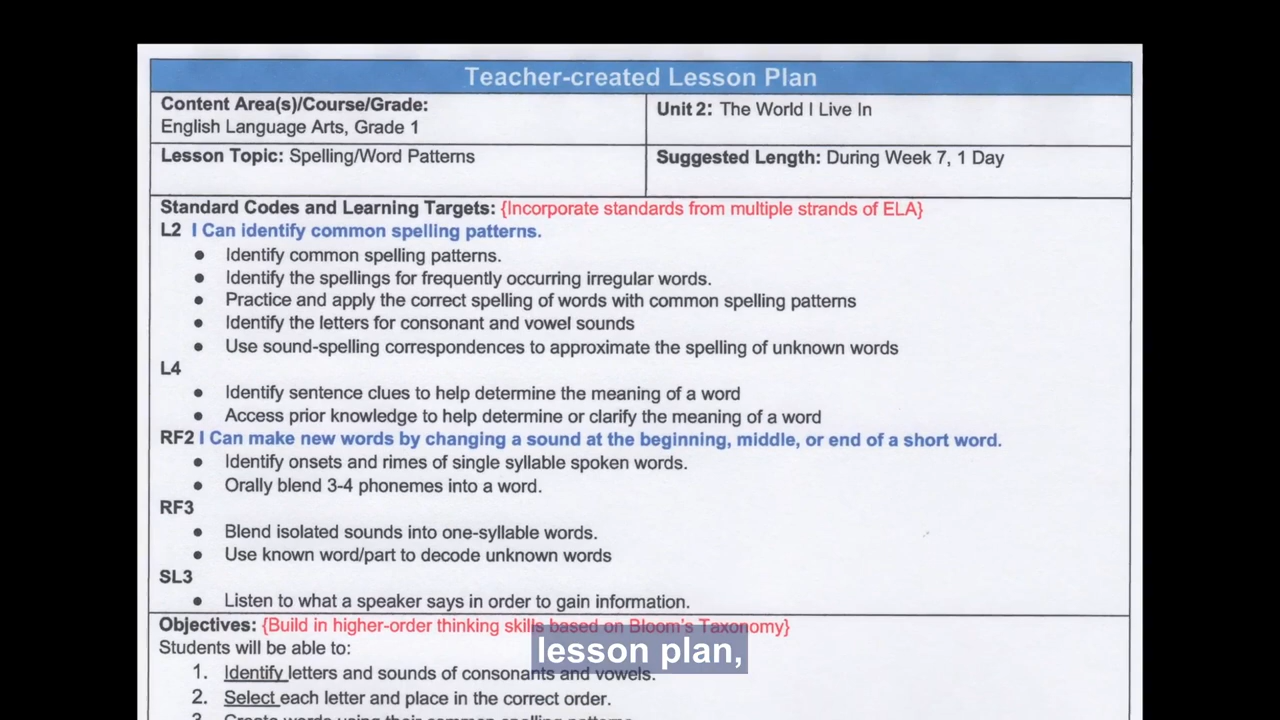 Teacher-created Lesson Plan
Content Area(s)/Course/Grade:
English Language Arts, Grade 1
Unit 2: The World I Live In
Lesson Topic: Spelling/Word Patterns
Suggested Length: During Week 7, 1 Day
Standard Codes and Learning Targets: {Incorporate standards from multiple strands of ELA}
L2 I Can identify common spelling patterns.
● Identify common spelling patterns.
● Identify the spellings for frequently occurring irregular words.
● Practice and apply the correct spelling of words with common spelling patterns
● Identify the letters for consonant and vowel sounds
● Use sound-spelling correspondences to approximate the spelling of unknown words
L4
● Identify sentence clues to help determine the meaning of a word
● Access prior knowledge to help determine or clarify the meaning of a word
RF2 I Can make new words by changing a sound at the beginning, middle, or end of a short word.
● Identify onsets and rimes of single syllable spoken words.
● Orally blend 3-4 phonemes into a word.
RF3
● Blend isolated sounds into one-syllable words.
● Use known word/part to decode unknown words
SL3
● Listen to what a speaker says in order to gain information.
Objectives: {Build in higher-order thinking skills based on Bloom's Taxonomy}
Students will be able to:
lesson plan,
1. Identify letters and sounds of consonants and vowels.
2. Select each letter and place in the correct order.
3. Create words using their common spelling patterns.